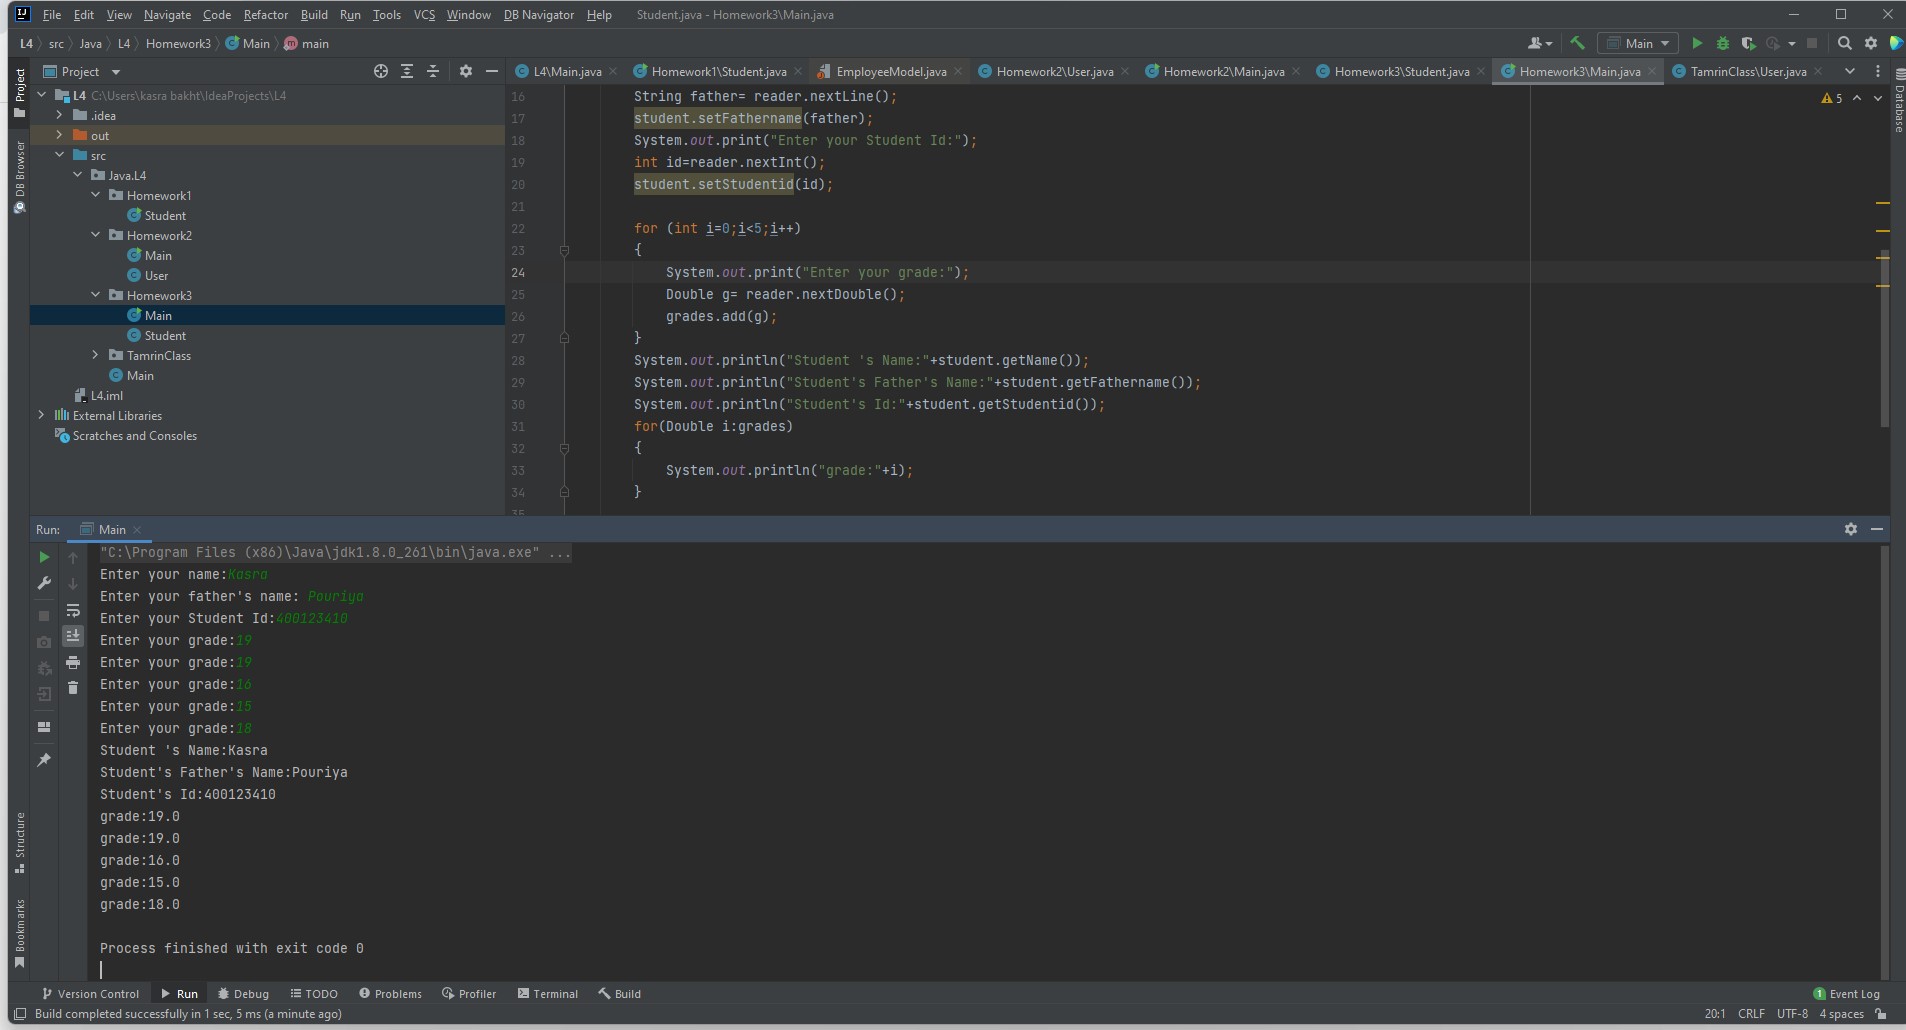 File Edit View Navigate Code Refactor Build Run Tools VCS Window DB Navigator Help Student.java - Homework3\Main.java
L4 src Java L4 Homework3 Main main Main
Project L4\Main.java Homework1\Student.java EmployeeModel.java Homework2\User.java Homework2\Main.java Homework3\Student.java Homework3\Main.java TamrinClass\User.java
Project
DB Browser
Structure
Bookmarks
Database
L4 C:\Users\kasra bakht\IdeaProjects\L4
.idea
out
src
Java.L4
Homework1
Student
Homework2
Main
User
Homework3
Main
Student
TamrinClass
Main
L4.iml
External Libraries
Scratches and Consoles
5
16 String father= reader.nextLine();
17 student.setFathername(father);
18 System.out.print("Enter your Student Id:");
19 int id=reader.nextInt();
20 student.setStudentid(id);
21
22 for (int i=0;i<5;i++)
23 {
24 System.out.print("Enter your grade:");
25 Double g= reader.nextDouble();
26 grades.add(g);
27 }
28 System.out.println("Student 's Name:"+student.getName());
29 System.out.println("Student's Father's Name:"+student.getFathername());
30 System.out.println("Student's Id:"+student.getStudentid());
31 for(Double i:grades)
32 {
33 System.out.println("grade:"+i);
34 }
35
Run: Main
"C:\Program Files (x86)\Java\jdk1.8.0_261\bin\java.exe" ...
Enter your name:Kasra
Enter your father's name: Pouriya
Enter your Student Id:400123410
Enter your grade:19
Enter your grade:19
Enter your grade:16
Enter your grade:15
Enter your grade:18
Student 's Name:Kasra
Student's Father's Name:Pouriya
Student's Id:400123410
grade:19.0
grade:19.0
grade:16.0
grade:15.0
grade:18.0
Process finished with exit code 0
Version Control Run Debug TODO Problems Profiler Terminal Build 1 Event Log
Build completed successfully in 1 sec, 5 ms (a minute ago) 20:1 CRLF UTF-8 4 spaces